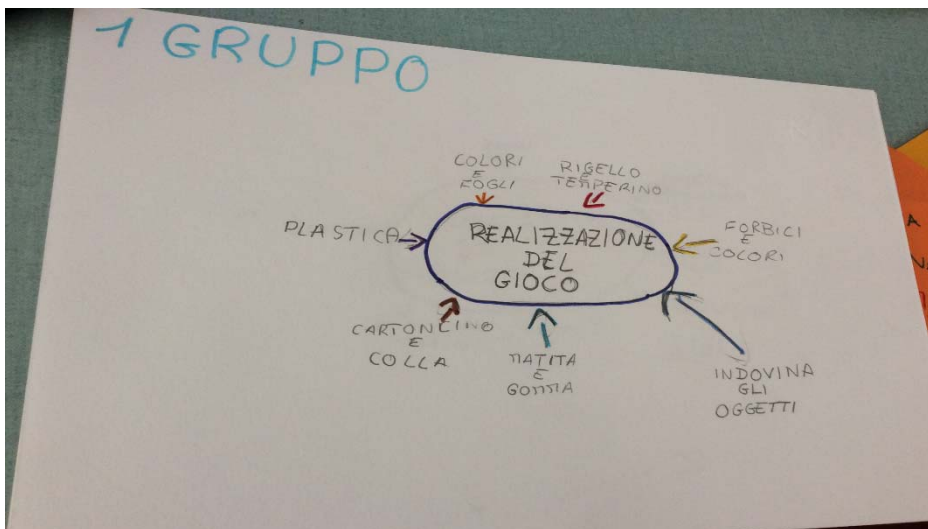 1 GRUPPO
COLORI
E
FOGLI
RIGELLO
E
TEMPERINO
PLASTICA
REALIZZAZIONE
DEL
GIOCO
FORBICI
E
COLORI
CARTONCINO
E
COLLA
MATITA
E
GOMMA
INDOVINA
GLI
OGGETTI
A